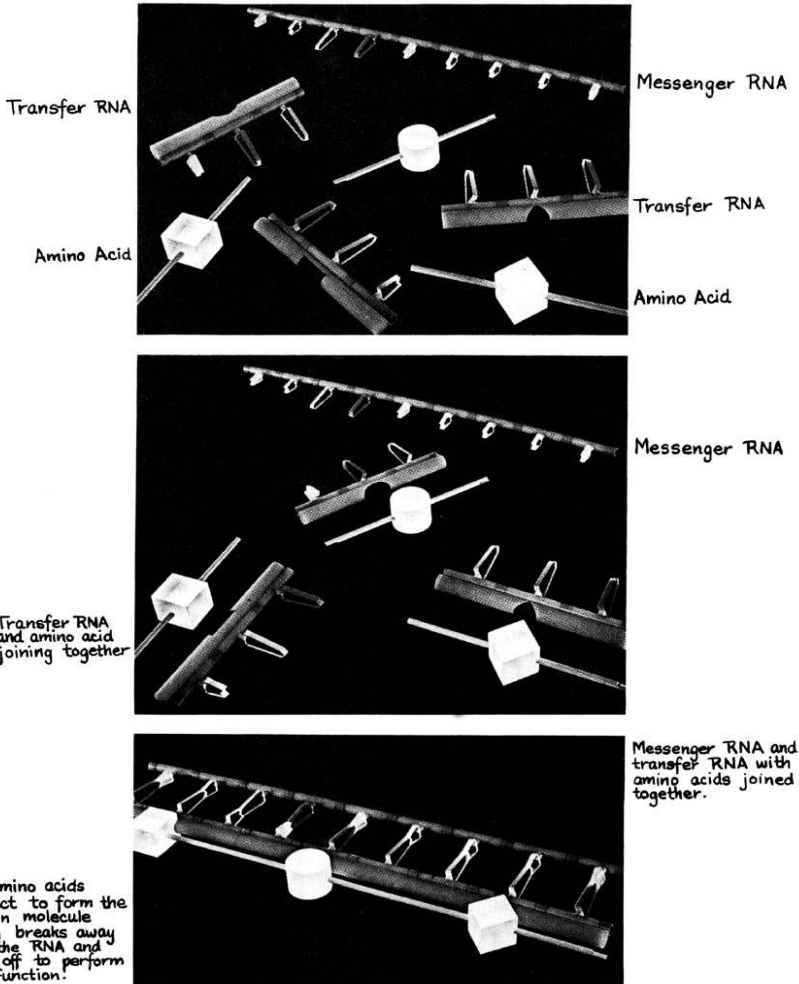 Messenger RNA
Transfer RNA
Transfer RNA
Amino Acid
Amino Acid
Messenger RNA
Transfer RNA
and amino acid
joining together
Messenger RNA and
transfer RNA with
amino acids joined
together.
mino acids
ct to form the
n molecule
breaks away
the RNA and
off to perform
function.